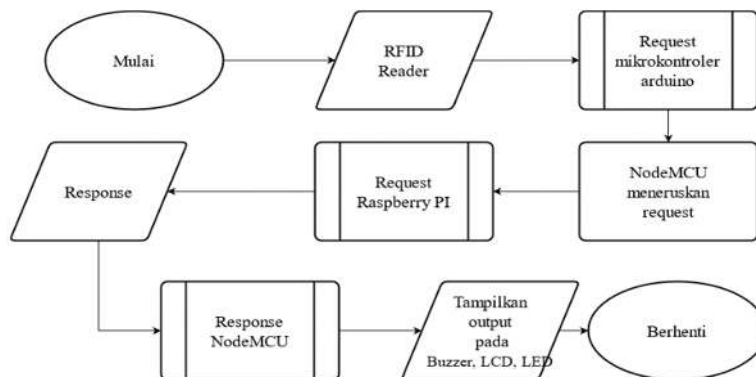 Mulai
RFID
Reader
Request
mikrokontroler
arduino
NodeMCU
meneruskan
request
Request
Raspberry PI
Response
Response
NodeMCU
Tampilkan
output
pada
Buzzer, LCD, LED
Berhenti